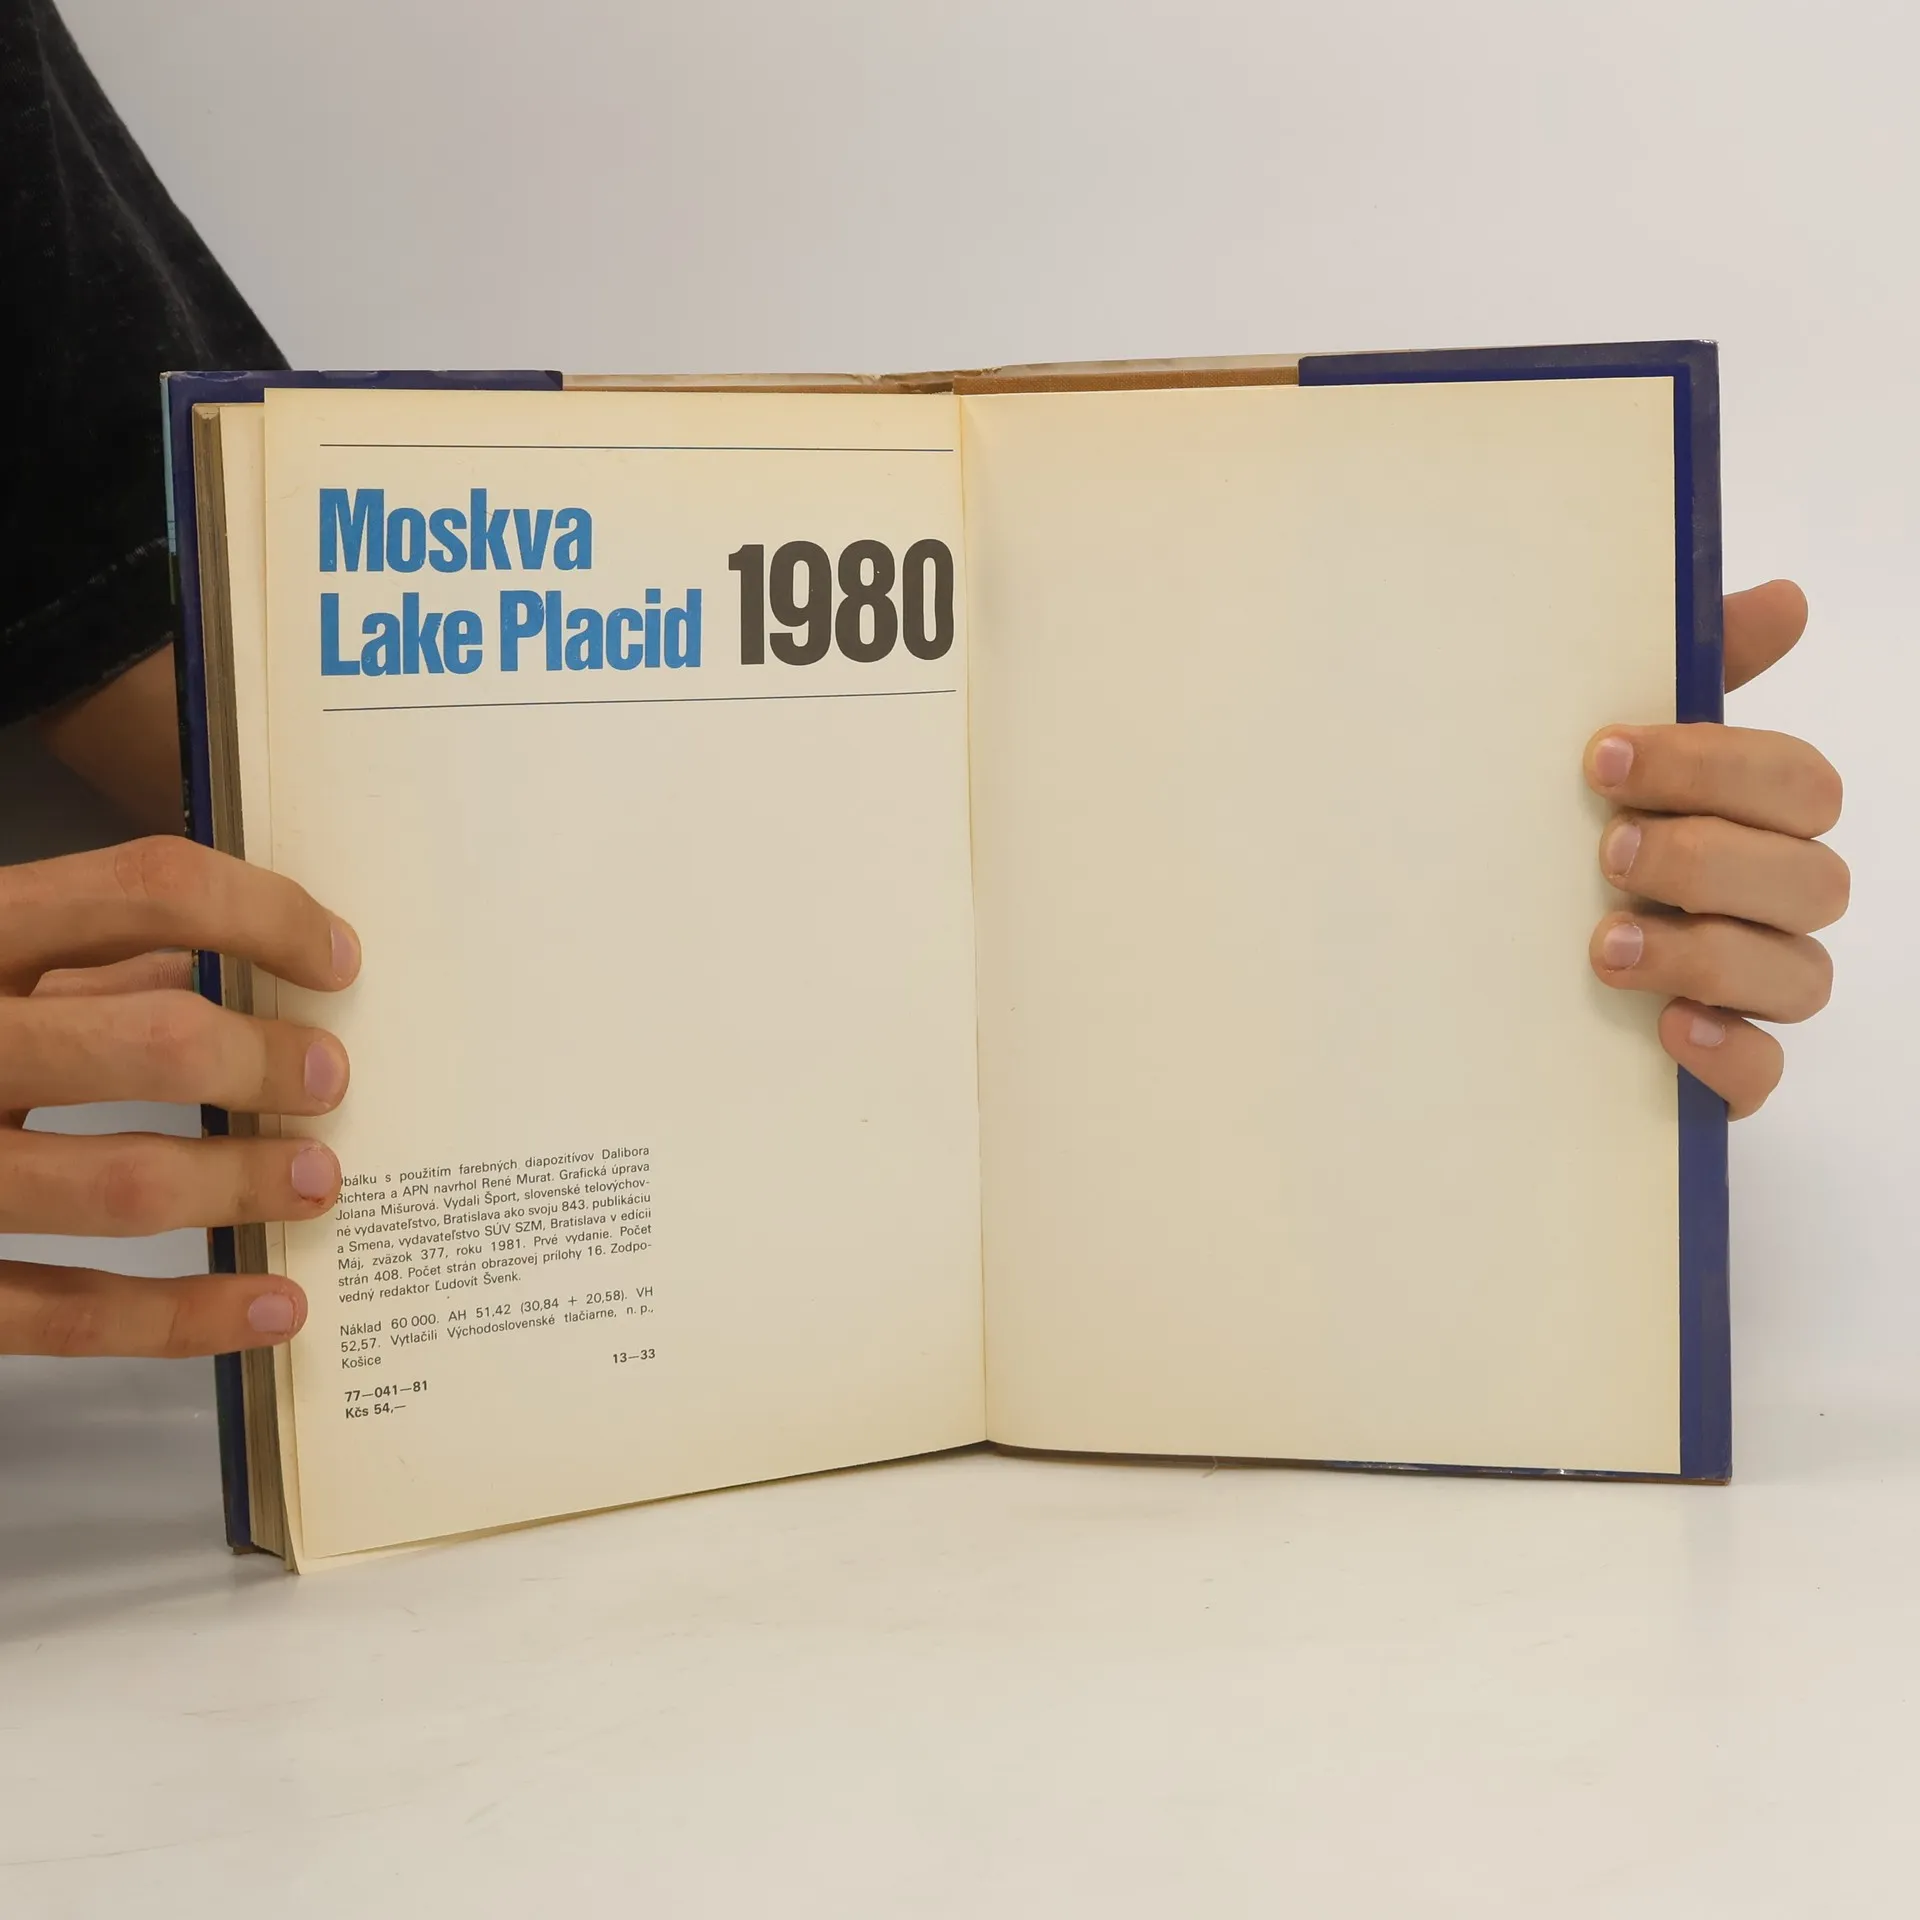 Moskva
Lake Placid 1980
bálku s použitím farebných diapozitívov Dalibora
Richtera a APN navrhol René Murat. Grafická úprava
Jolana Mišurová. Vydali Šport, slovenské telovýchov-
né vydavateľstvo, Bratislava ako svoju 843. publikáciu
a Smena, vydavateľstvo SÚV SZM, Bratislava v edícii
Máj, zväzok 377, roku 1981. Prvé vydanie. Počet
strán 408. Počet strán obrazovej prílohy 16. Zodpo-
vedný redaktor Ľudovít Švenk.
Náklad 60 000. AH 51,42 (30,84 + 20,58). VH
52,57. Vytlačili Východoslovenské tlačiarne, n. p.,
Košice 13—33
77—041—81
Kčs 54,—